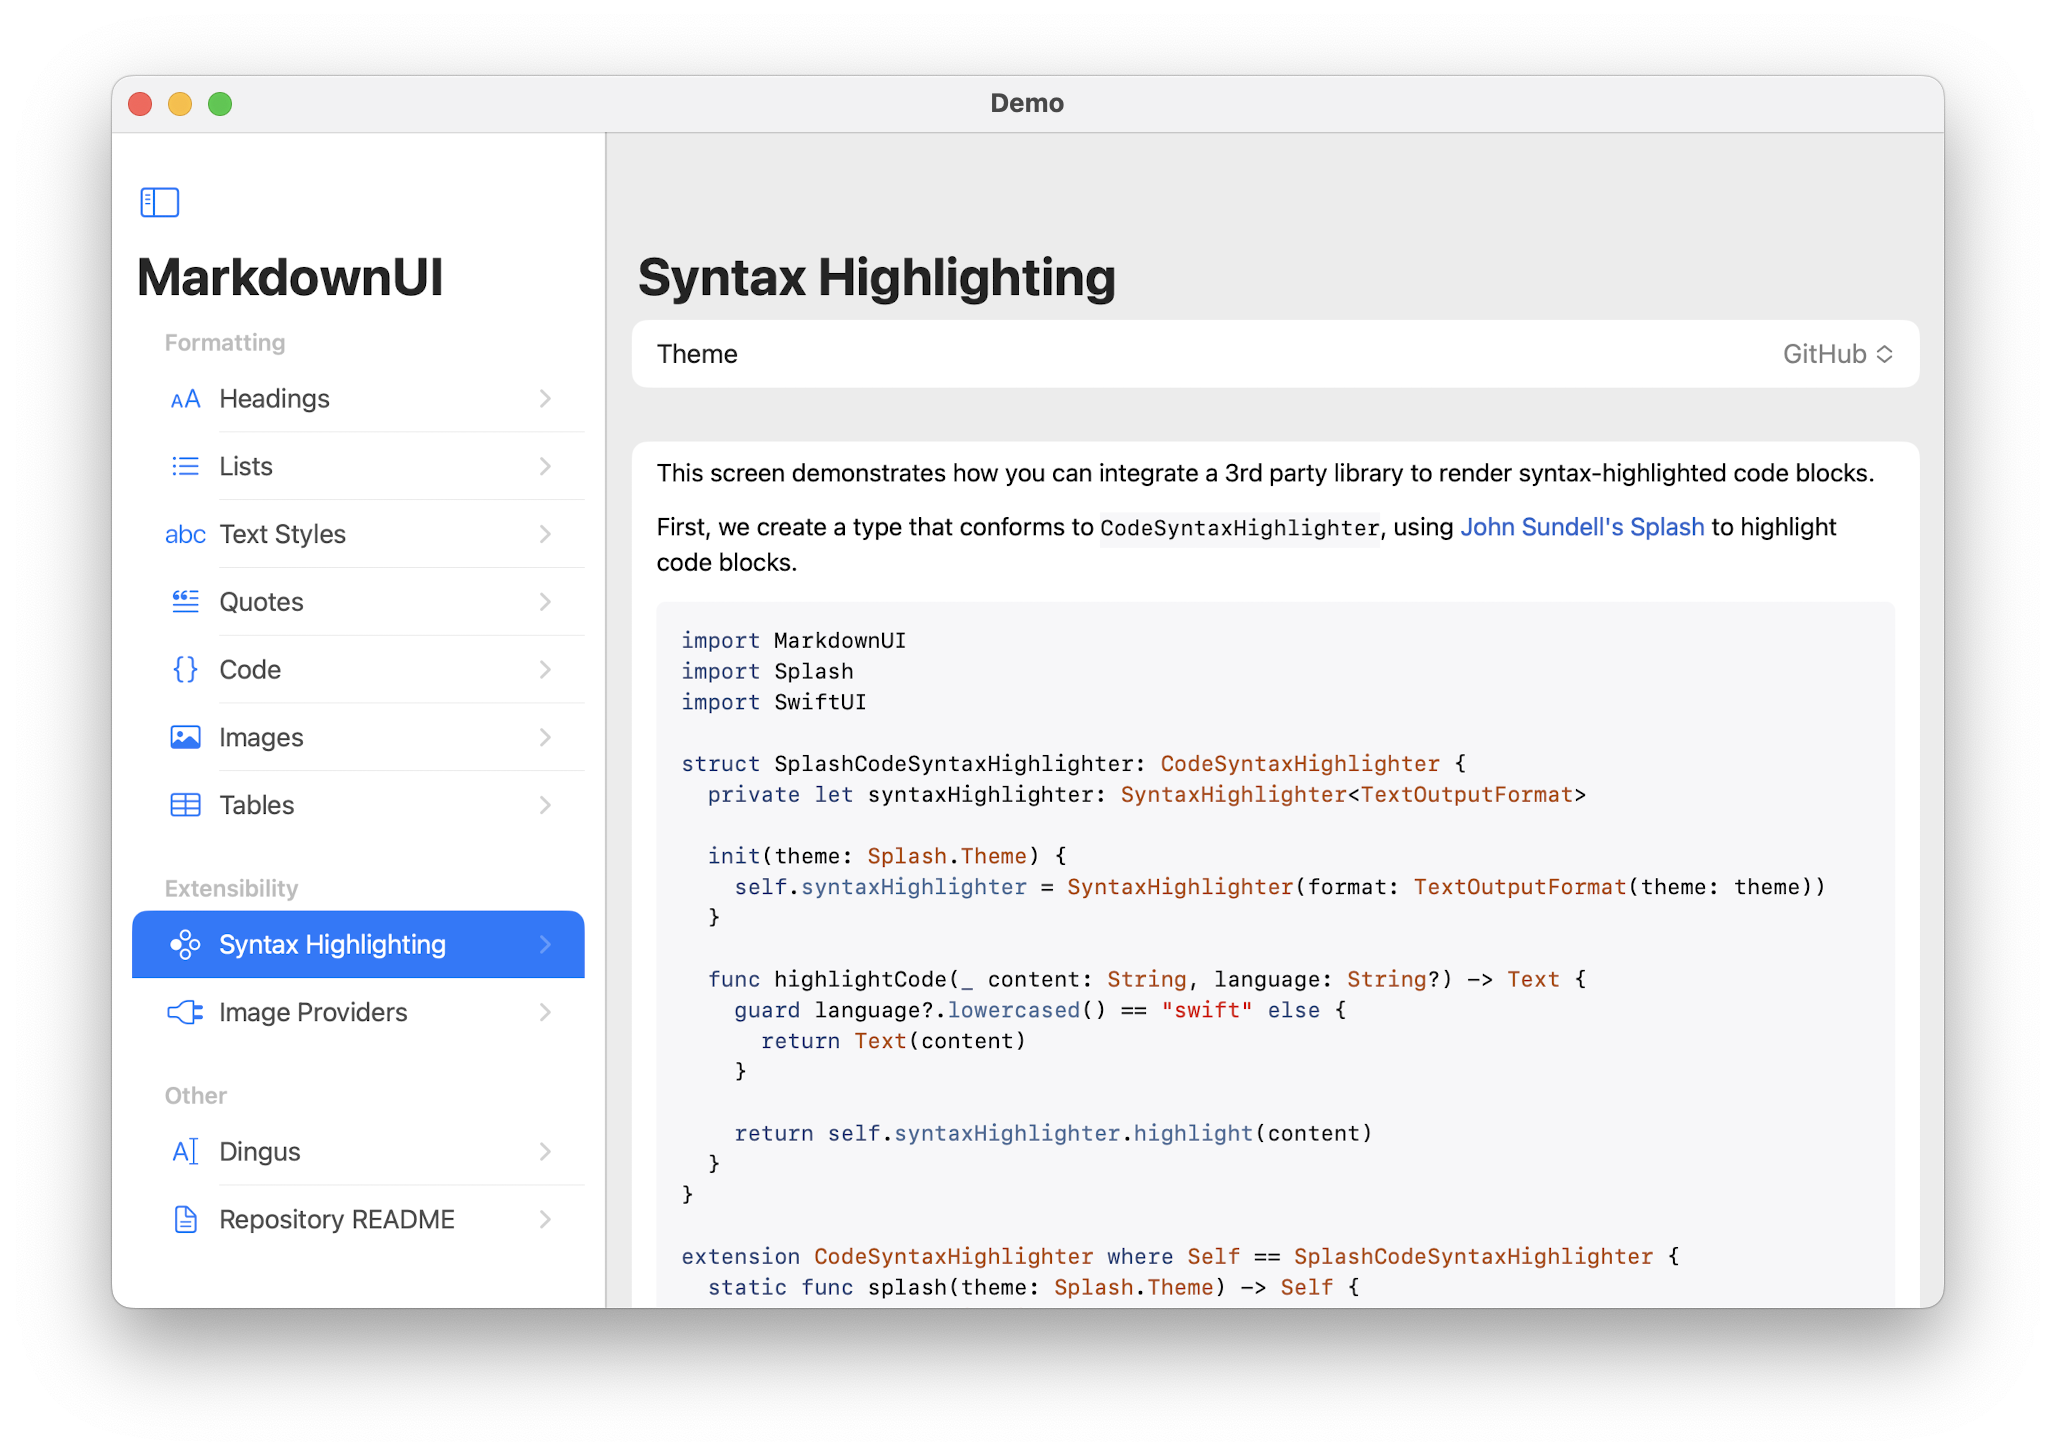 Demo
MarkdownUI
Formatting
AA Headings
Lists
abc Text Styles
Quotes
{} Code
Images
Tables
Extensibility
Syntax Highlighting
Image Providers
Other
A Dingus
Repository README
Syntax Highlighting
Theme GitHub
This screen demonstrates how you can integrate a 3rd party library to render syntax-highlighted code blocks.
First, we create a type that conforms to CodeSyntaxHighlighter, using John Sundell's Splash to highlight
code blocks.
import MarkdownUI
import Splash
import SwiftUI
struct SplashCodeSyntaxHighlighter: CodeSyntaxHighlighter {
  private let syntaxHighlighter: SyntaxHighlighter<TextOutputFormat>
  init(theme: Splash.Theme) {
    self.syntaxHighlighter = SyntaxHighlighter(format: TextOutputFormat(theme: theme))
  }
  func highlightCode(_ content: String, language: String?) -> Text {
    guard language?.lowercased() == "swift" else {
      return Text(content)
    }
    return self.syntaxHighlighter.highlight(content)
  }
}
extension CodeSyntaxHighlighter where Self == SplashCodeSyntaxHighlighter {
  static func splash(theme: Splash.Theme) -> Self {